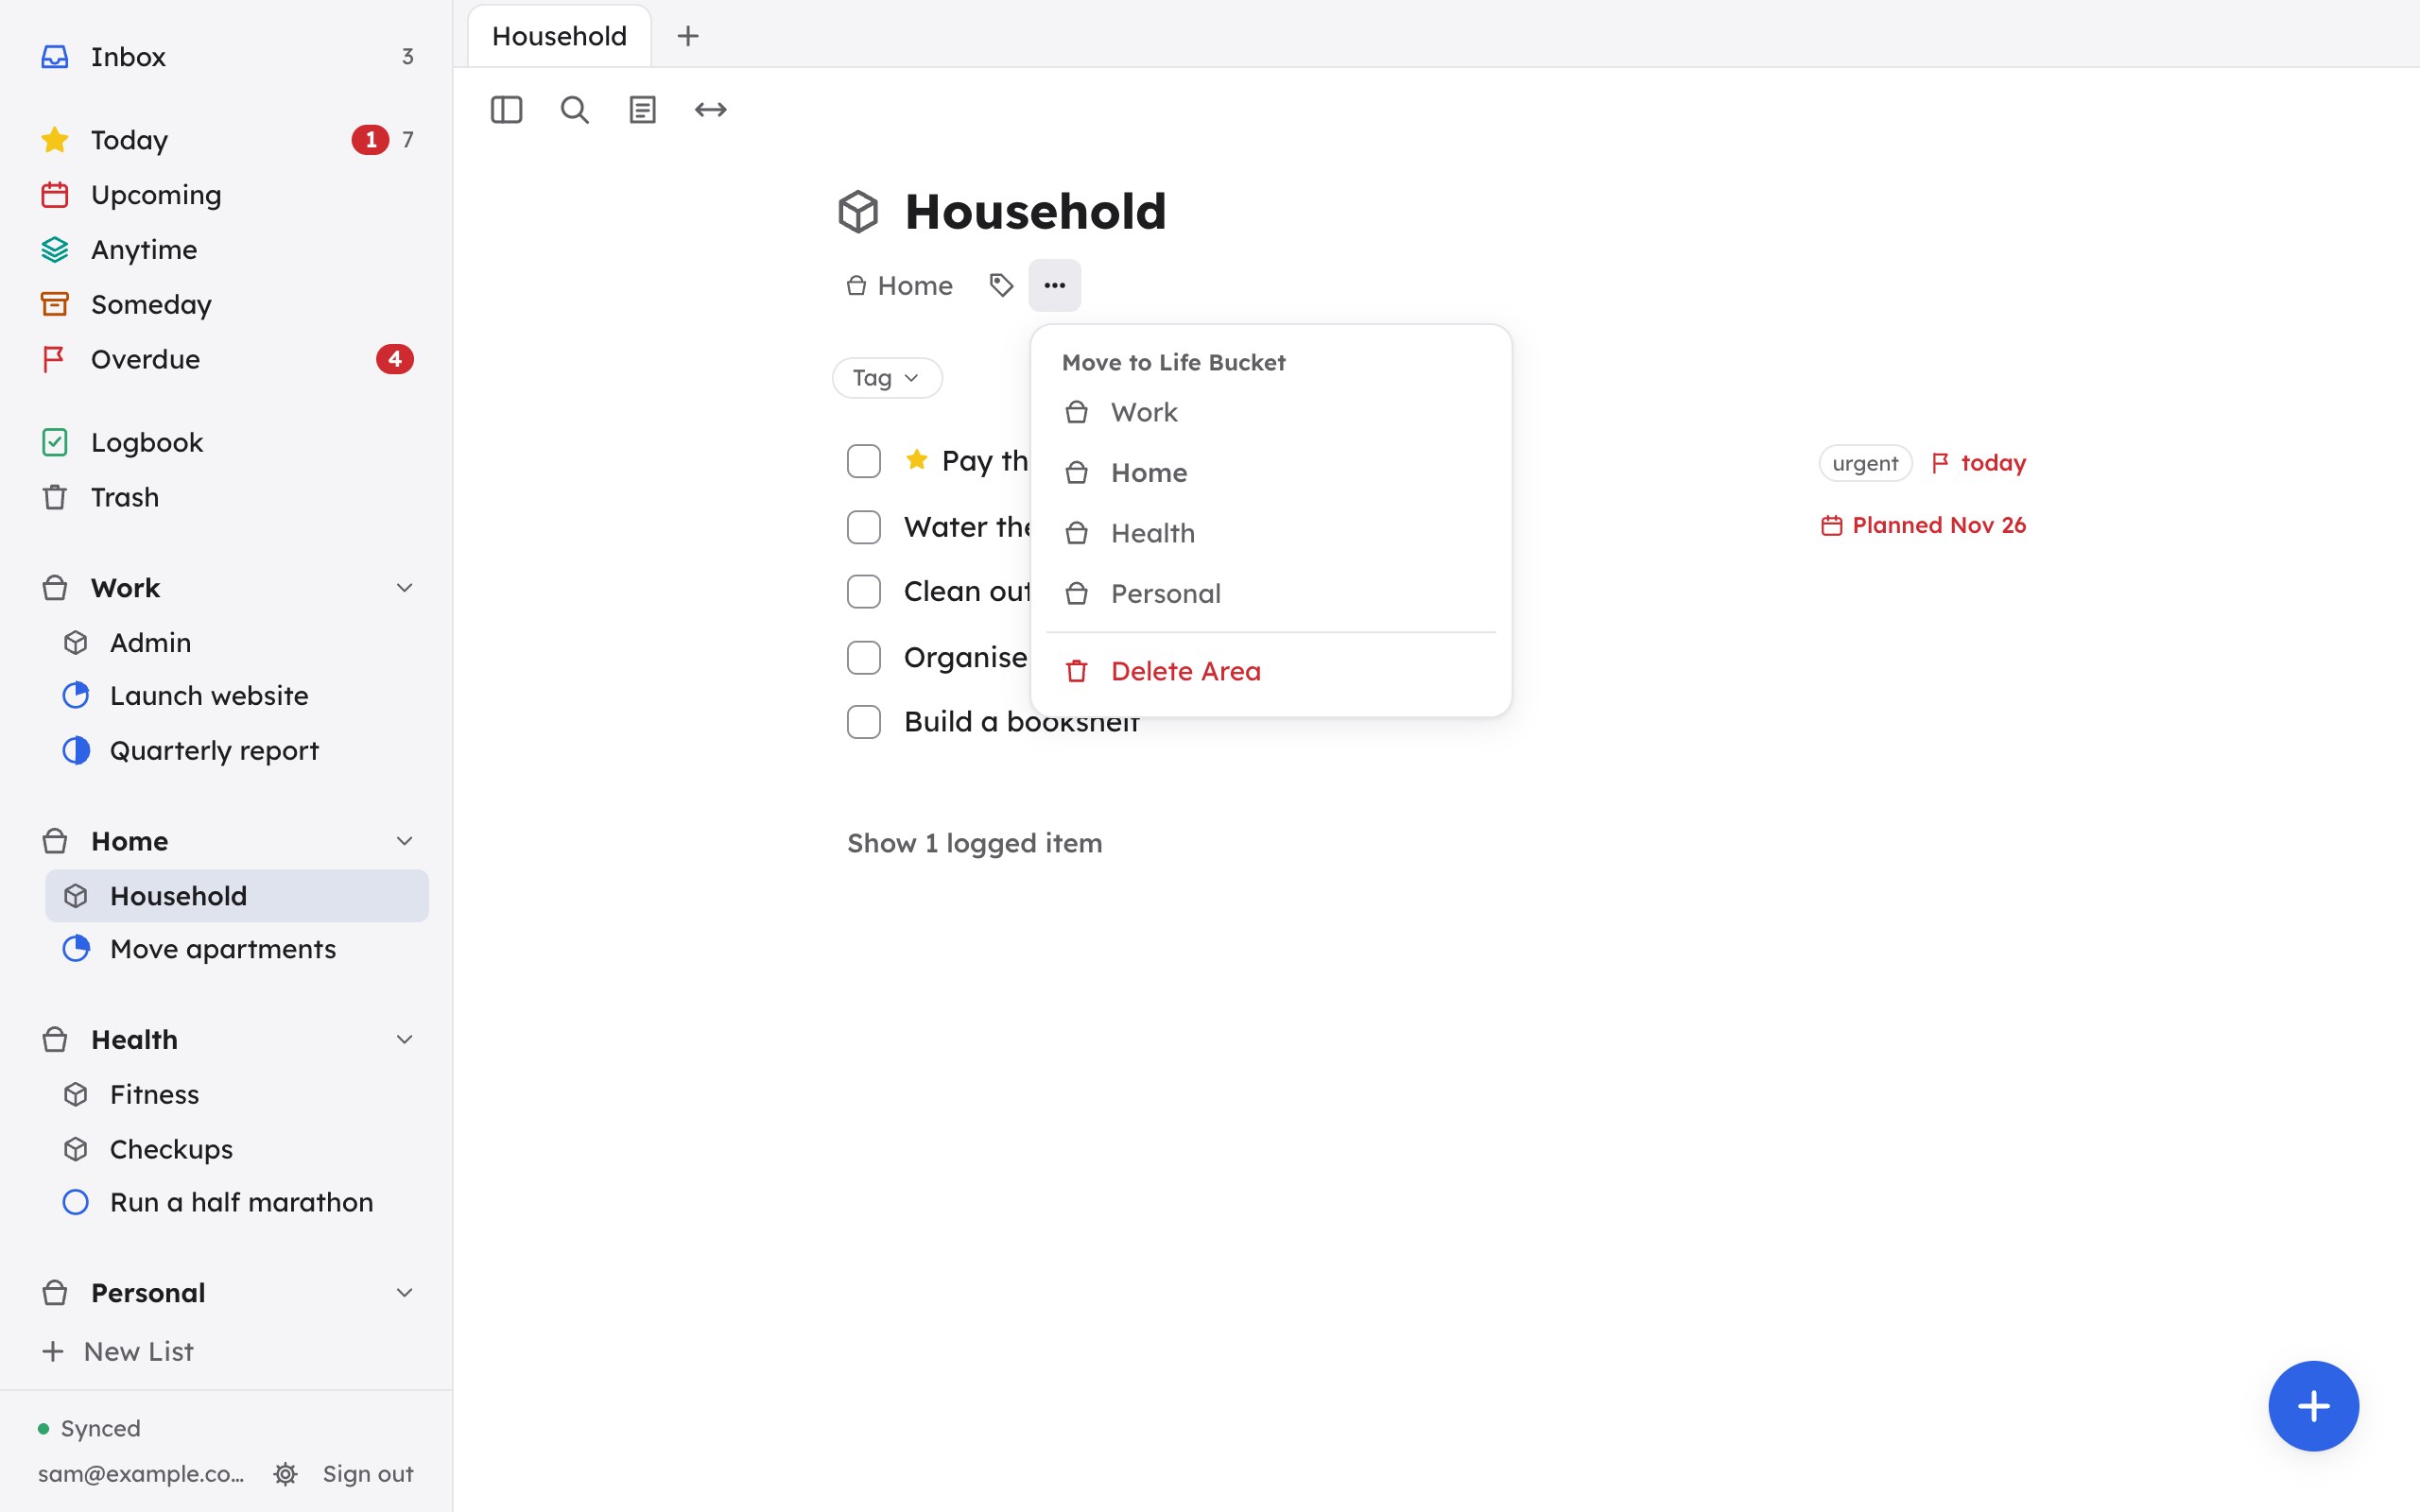 Inbox 3
Today 1 7
Upcoming
Anytime
Someday
Overdue 4
Logbook
Trash
Work
Admin
Launch website
Quarterly report
Home
Household
Move apartments
Health
Fitness
Checkups
Run a half marathon
Personal
New List
Synced
sam@example.co...
Sign out
Household
Household
Home
Tag
Move to Life Bucket
Work
Home
Health
Personal
Delete Area
Pay
urgent today
Water
Planned Nov 26
Clean out
Organise
Build a bookshelf
Show 1 logged item